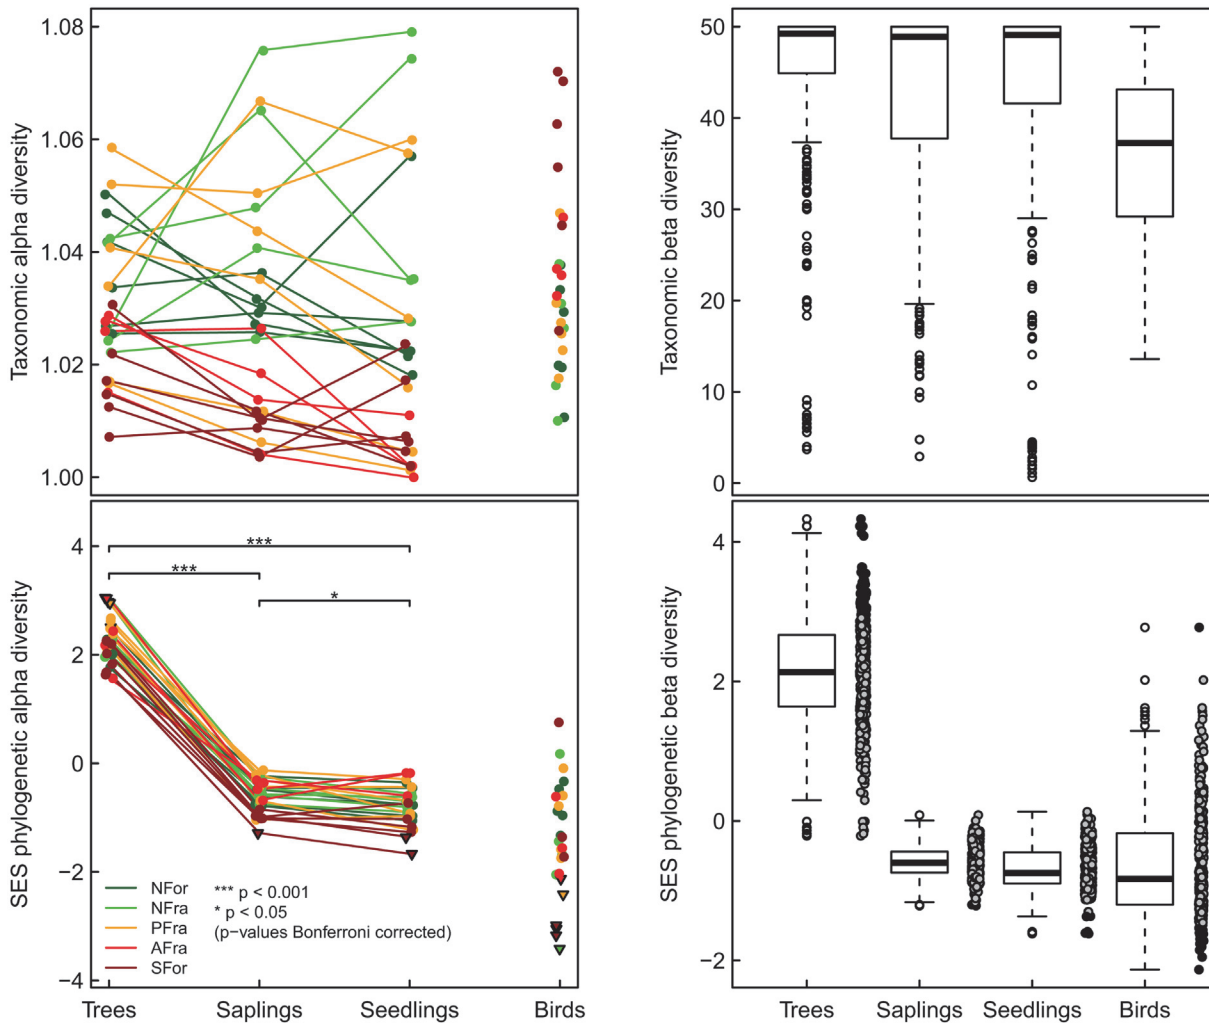 Taxonomic alpha diversity
1.08
1.06
1.04
1.02
1.00
Taxonomic beta diversity
50
40
30
20
10
0
SES phylogenetic alpha diversity
4
2
0
−2
−4
***
***
*
NFor
NFra
PFra
AFra
SFor
*** p < 0.001
* p < 0.05
(p−values Bonferroni corrected)
Trees
Saplings
Seedlings
Birds
SES phylogenetic beta diversity
4
2
0
−2
Trees
Saplings
Seedlings
Birds